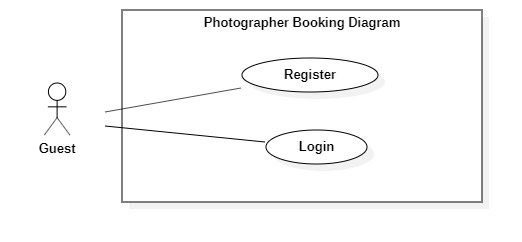 Photographer Booking Diagram
Register
Guest
Login